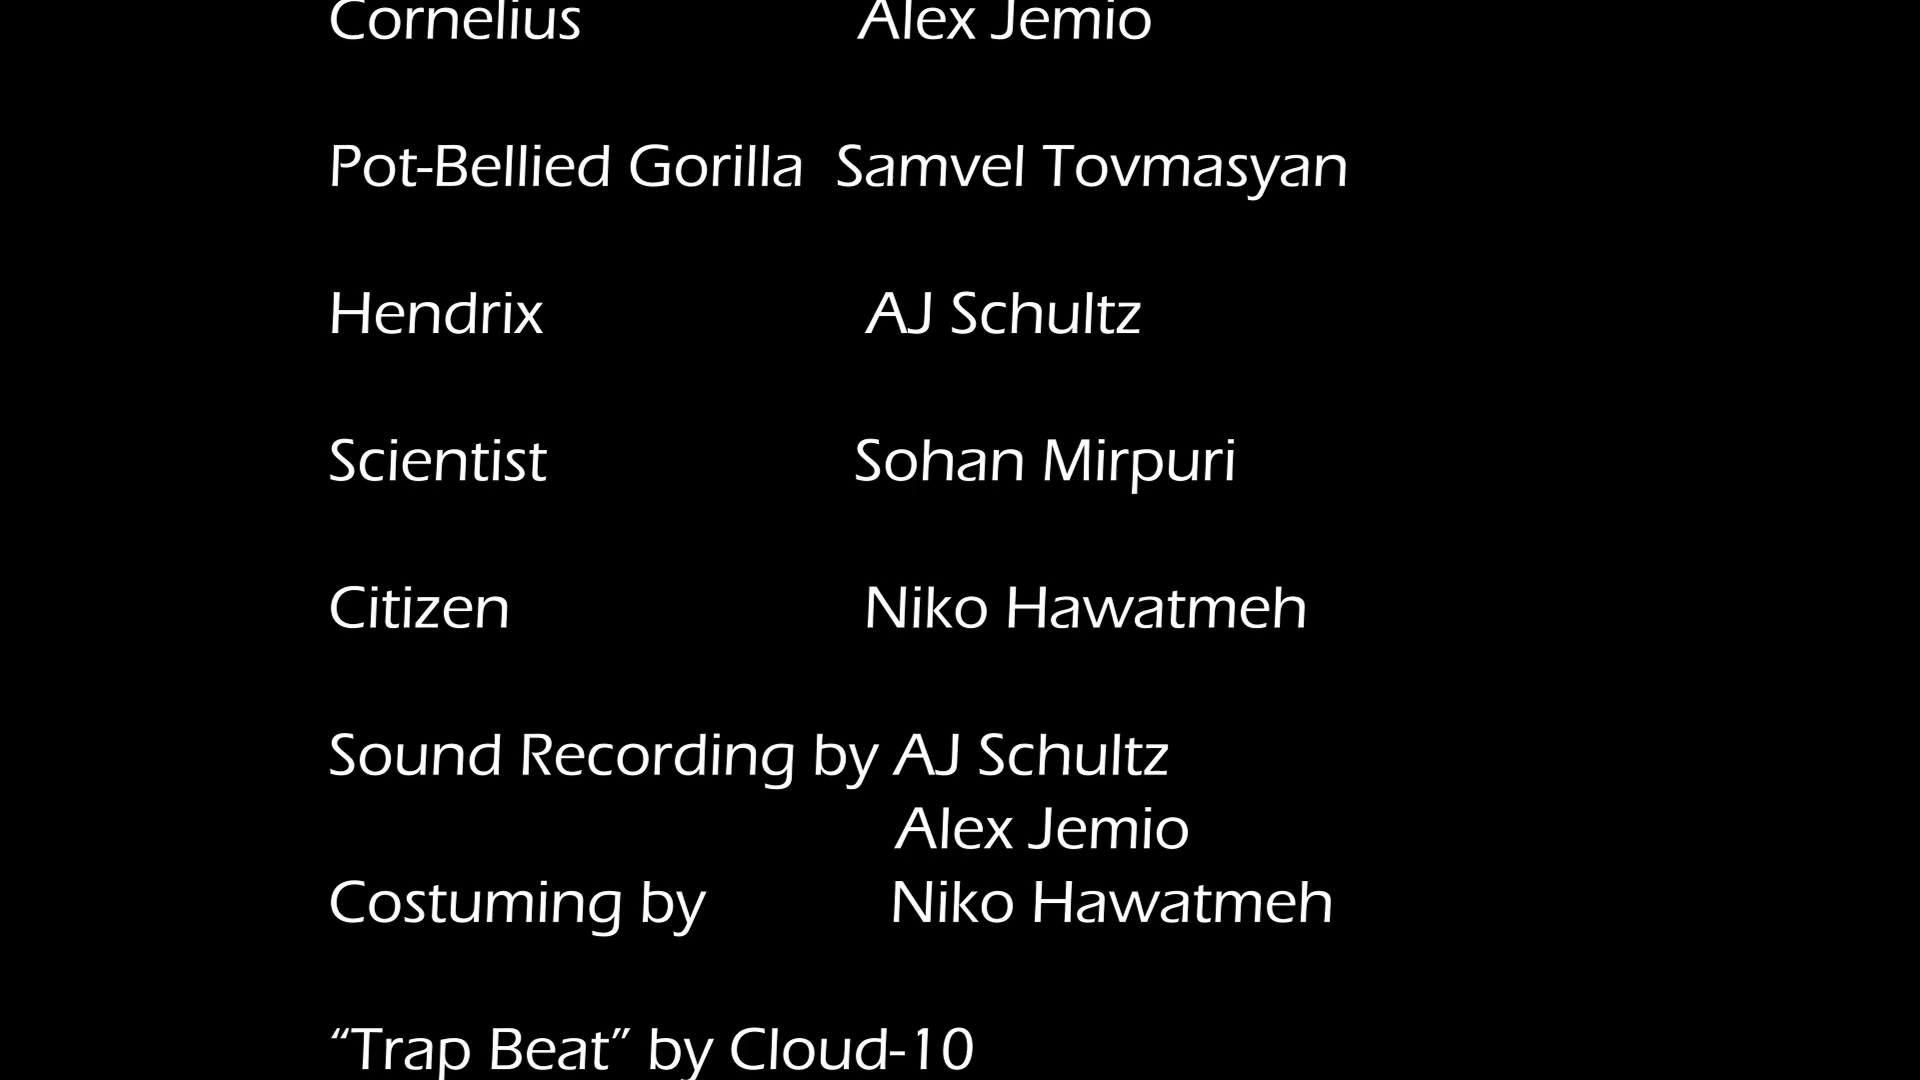 Cornelius Alex Jemio
Pot-Bellied Gorilla Samvel Tovmasyan
Hendrix AJ Schultz
Scientist Sohan Mirpuri
Citizen Niko Hawatmeh
Sound Recording by AJ Schultz
Alex Jemio
Costuming by Niko Hawatmeh
“Trap Beat” by Cloud-10